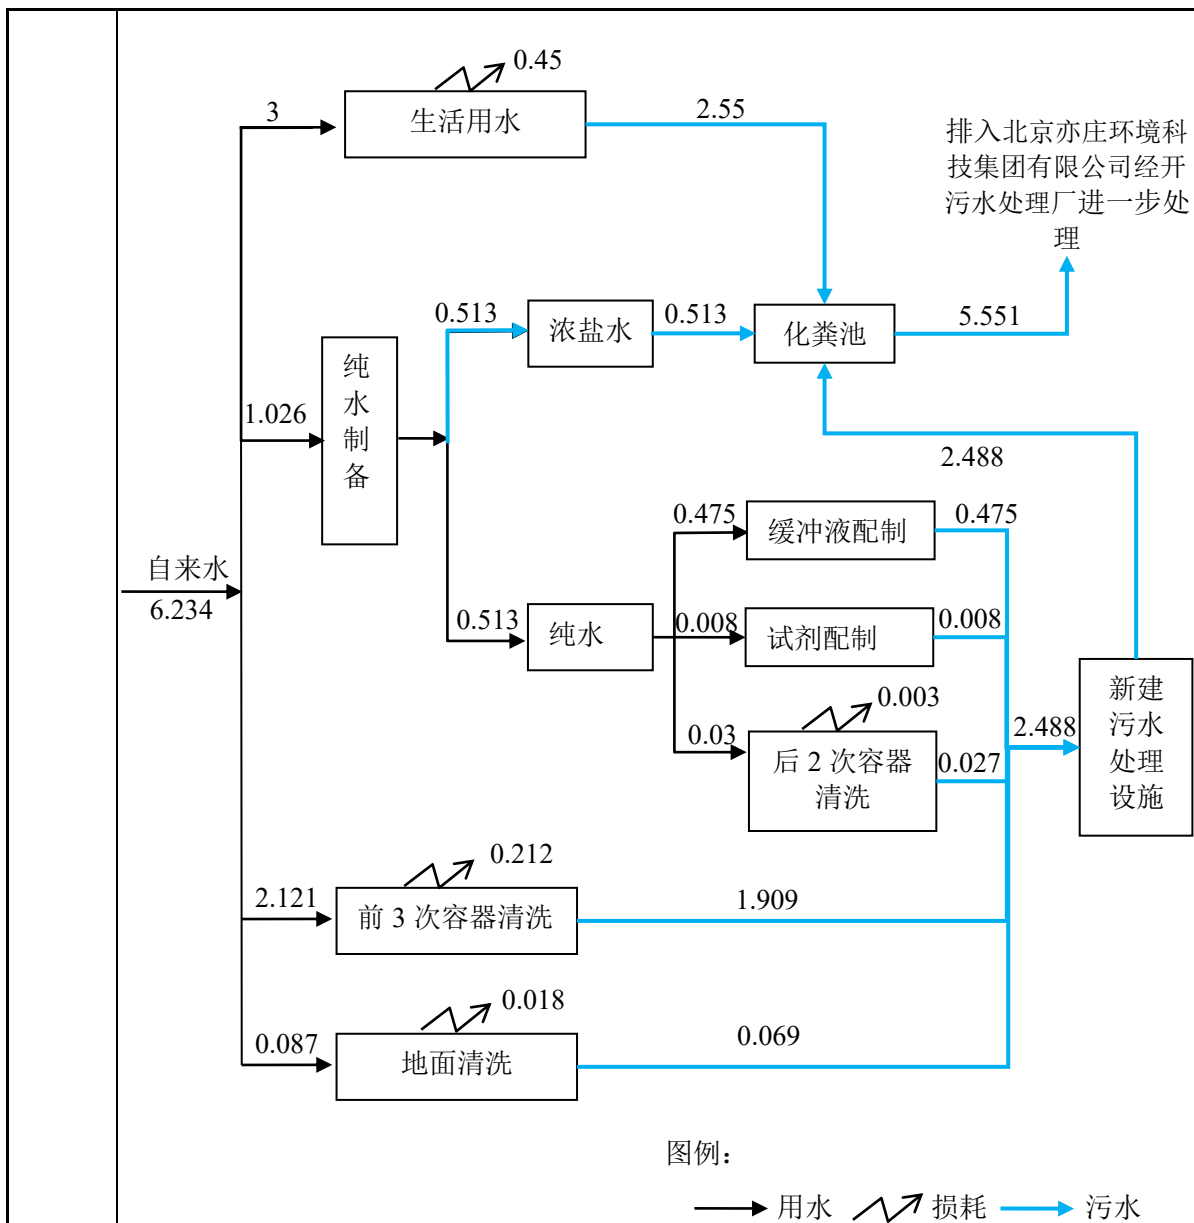 0.45
3
生活用水
2.55
排入北京亦庄环境科
技集团有限公司经开
污水处理厂进一步处
理
0.513
浓盐水
0.513
化粪池
5.551
纯
水
制
备
1.026
2.488
0.475
缓冲液配制
0.475
自来水
6.234
0.513
纯水
0.008
试剂配制
0.008
0.003
0.03
后 2 次容器
清洗
0.027
2.488
新建
污水
处理
设施
0.212
2.121
前 3 次容器清洗
1.909
0.018
0.087
地面清洗
0.069
图例：
用水 损耗 污水